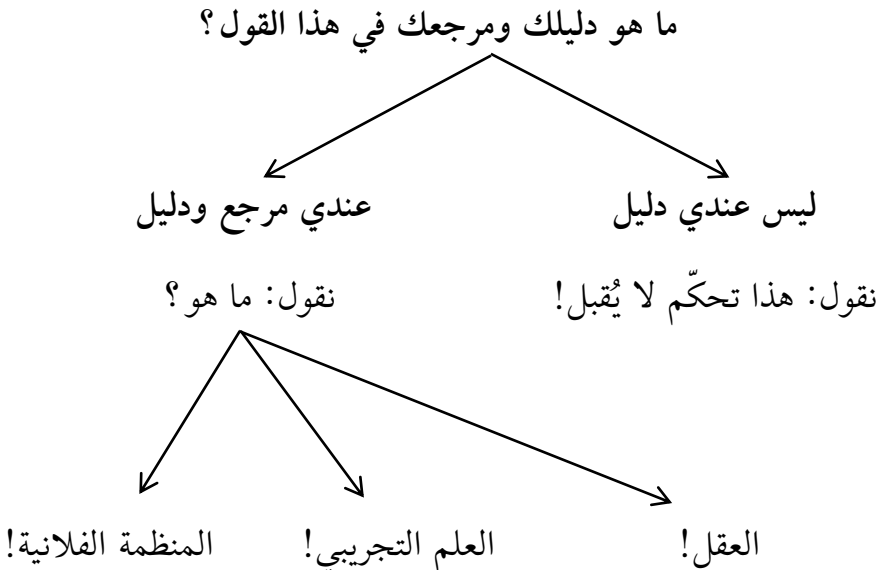 ما هو دليلك ومرجعك في هذا القول؟
ليس عندي دليل
عندي مرجع ودليل
نقول: هذا تحكّم لا يُقبل!
نقول: ما هو؟
العقل!
العلم التجريبي!
المنظمة الفلانية!